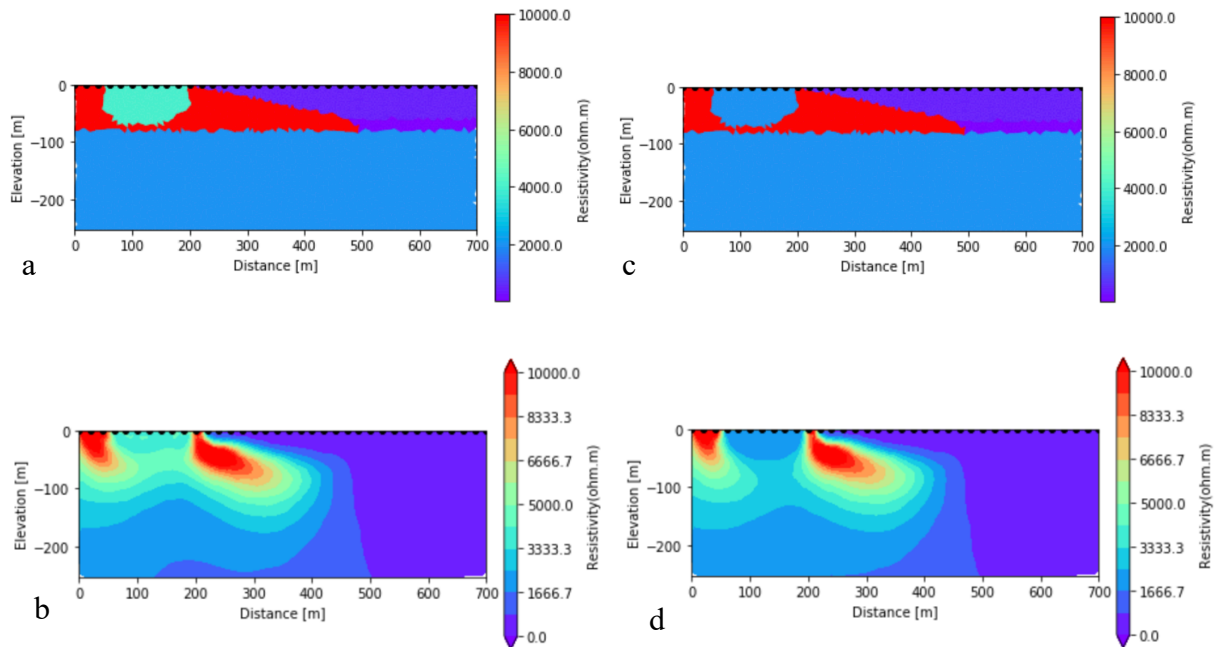 10000.0
8000.0
6000.0
4000.0
2000.0
Resistivity(ohm.m)
0
−100
−200
Elevation [m]
0 100 200 300 400 500 600 700
Distance [m]
a
10000.0
8000.0
6000.0
4000.0
2000.0
Resistivity(ohm.m)
0
−100
−200
Elevation [m]
0 100 200 300 400 500 600 700
Distance [m]
c
10000.0
8333.3
6666.7
5000.0
3333.3
1666.7
0.0
Resistivity(ohm.m)
0
−100
−200
Elevation [m]
0 100 200 300 400 500 600 700
Distance [m]
b
10000.0
8333.3
6666.7
5000.0
3333.3
1666.7
0.0
Resistivity(ohm.m)
0
−100
−200
Elevation [m]
0 100 200 300 400 500 600 700
Distance [m]
d